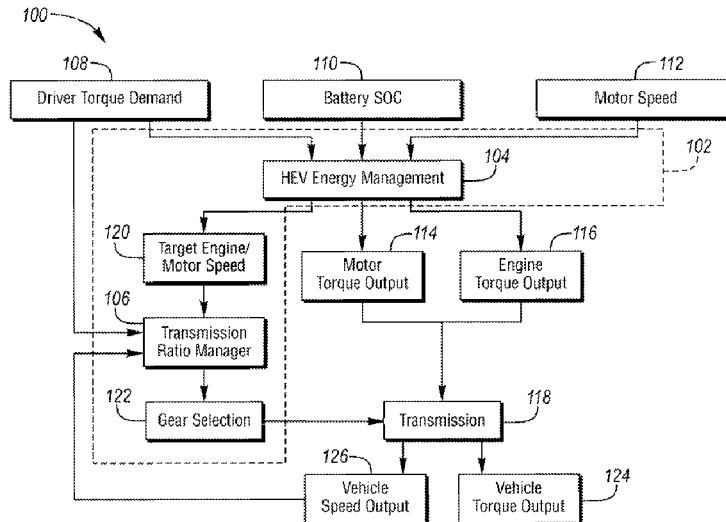 100
108
110
112
Driver Torque Demand
Battery SOC
Motor Speed
102
HEV Energy Management
104
120
114
116
Target Engine/
Motor Speed
Motor
Torque Output
Engine
Torque Output
106
Transmission
Ratio Manager
122
Gear Selection
Transmission
118
126
Vehicle
Speed Output
Vehicle
Torque Output
124